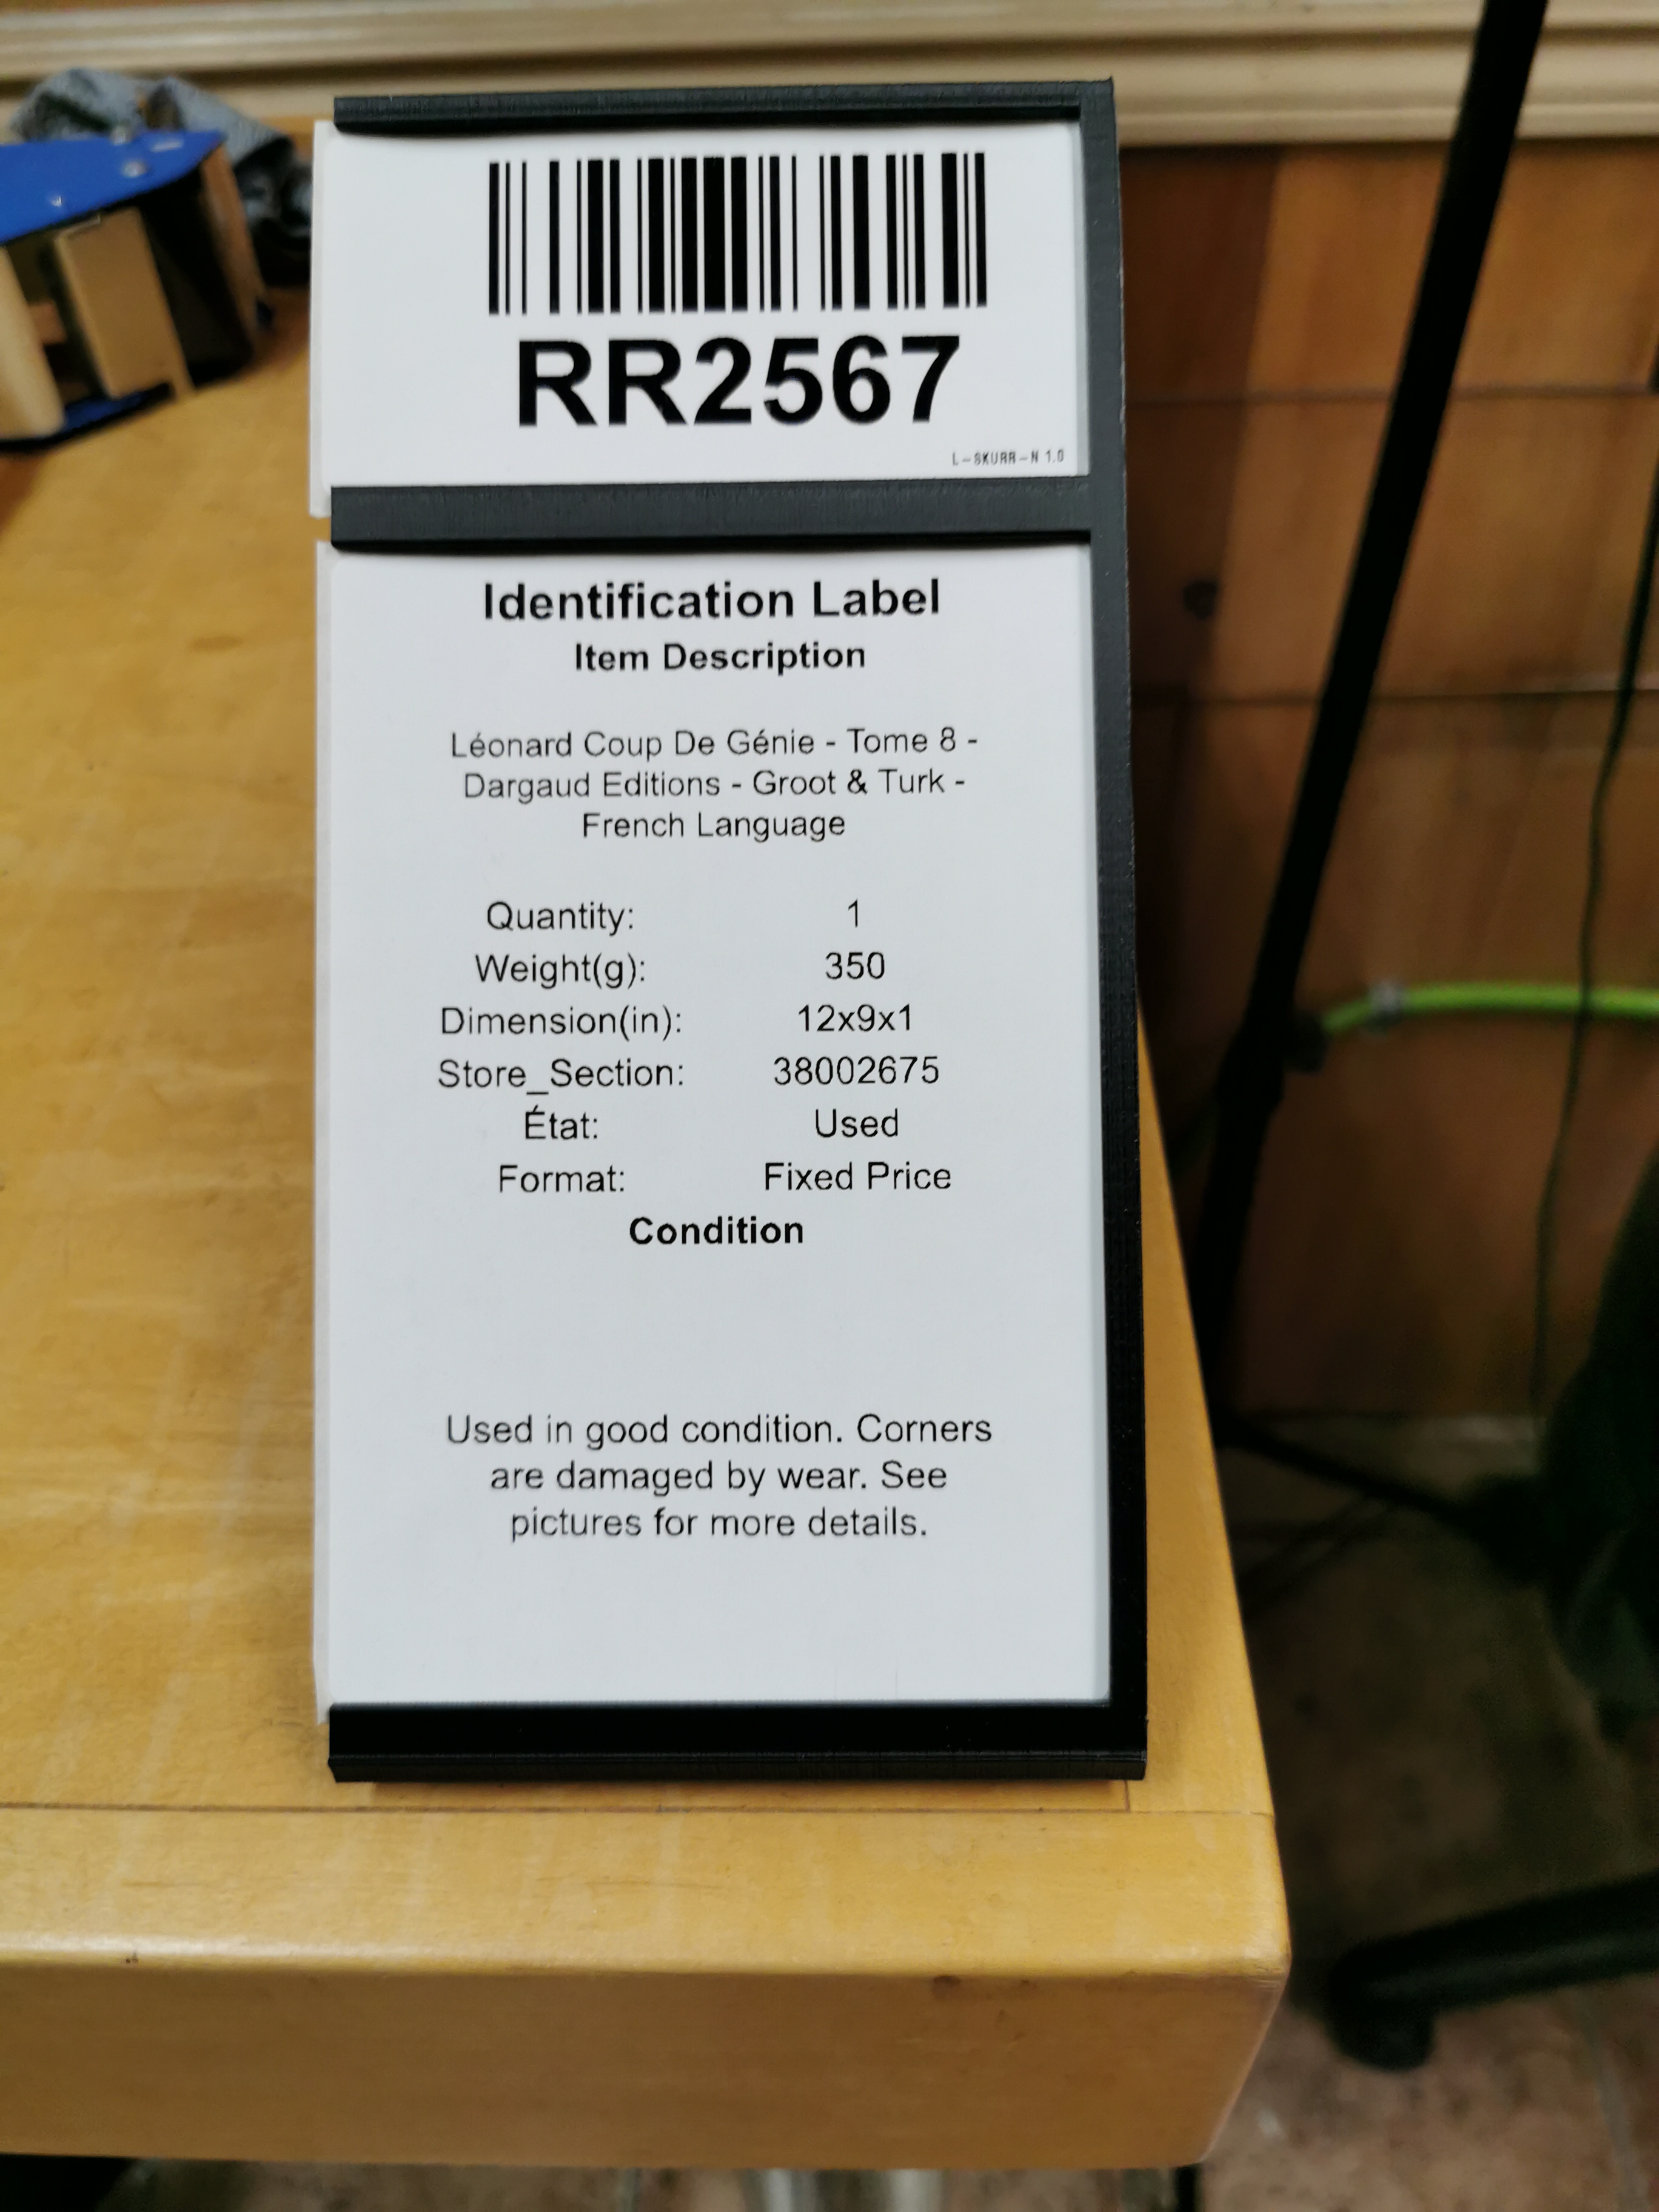 RR2567
L-SKURR-N 1.0
Identification Label
Item Description
Léonard Coup De Génie - Tome 8 -
Dargaud Editions - Groot & Turk -
French Language
Quantity: 1
Weight(g): 350
Dimension(in): 12x9x1
Store_Section: 38002675
État: Used
Format: Fixed Price
Condition
Used in good condition. Corners
are damaged by wear. See
pictures for more details.